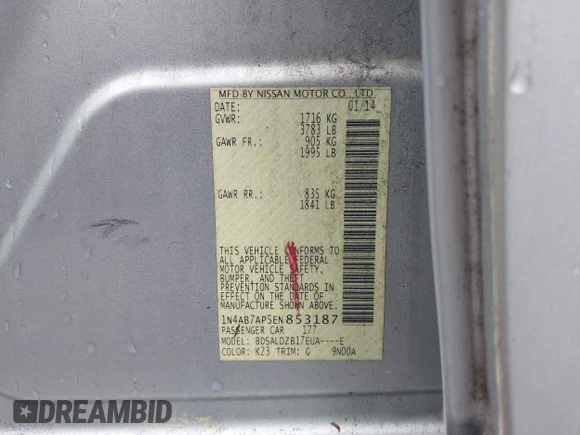 MFD BY NISSAN MOTOR CO., LTD.
DATE: 01/14
GVWR: 1716 KG
3783 LB
GAWR FR.: 905 KG
1995 LB
GAWR RR.: 835 KG
1841 LB
THIS VEHICLE CONFORMS TO
ALL APPLICABLE FEDERAL
MOTOR VEHICLE SAFETY,
BUMPER, AND THEFT
PREVENTION STANDARDS
IN EFFECT ON THE DATE OF
MANUFACTURE SHOWN ABOVE.
1N4AB7AP5EN853187
PASSENGER CAR 177
MODEL: BDSALDZB17EUA----E
COLOR: K23 TRIM: G 9N00A
DREAMBID